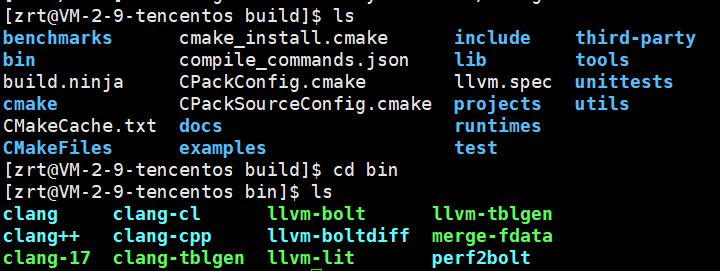 [zrt@VM-2-9-tencentos build]$ ls
benchmarks cmake_install.cmake include third-party
bin compile_commands.json lib tools
build.ninja CPackConfig.cmake llvm.spec unittests
cmake CPackSourceConfig.cmake projects utils
CMakeCache.txt docs runtimes
CMakeFiles examples test
[zrt@VM-2-9-tencentos build]$ cd bin
[zrt@VM-2-9-tencentos bin]$ ls
clang clang-cl llvm-bolt llvm-tblgen
clang++ clang-cpp llvm-boltdiff merge-fdata
clang-17 clang-tblgen llvm-lit perf2bolt